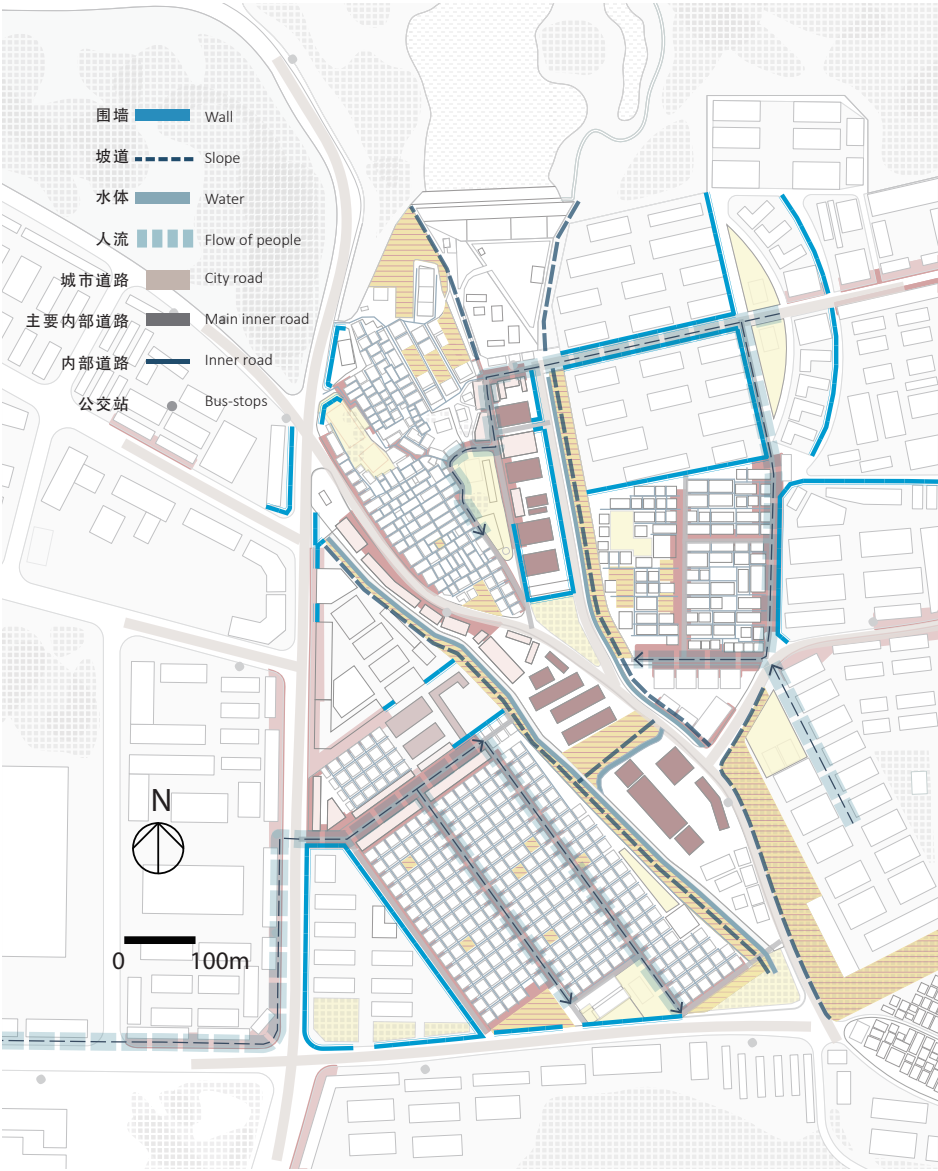 围墙 Wall
坡道 Slope
水体 Water
人流 Flow of people
城市道路 City road
主要内部道路 Main inner road
内部道路 Inner road
公交站 Bus-stops
N
0 100m